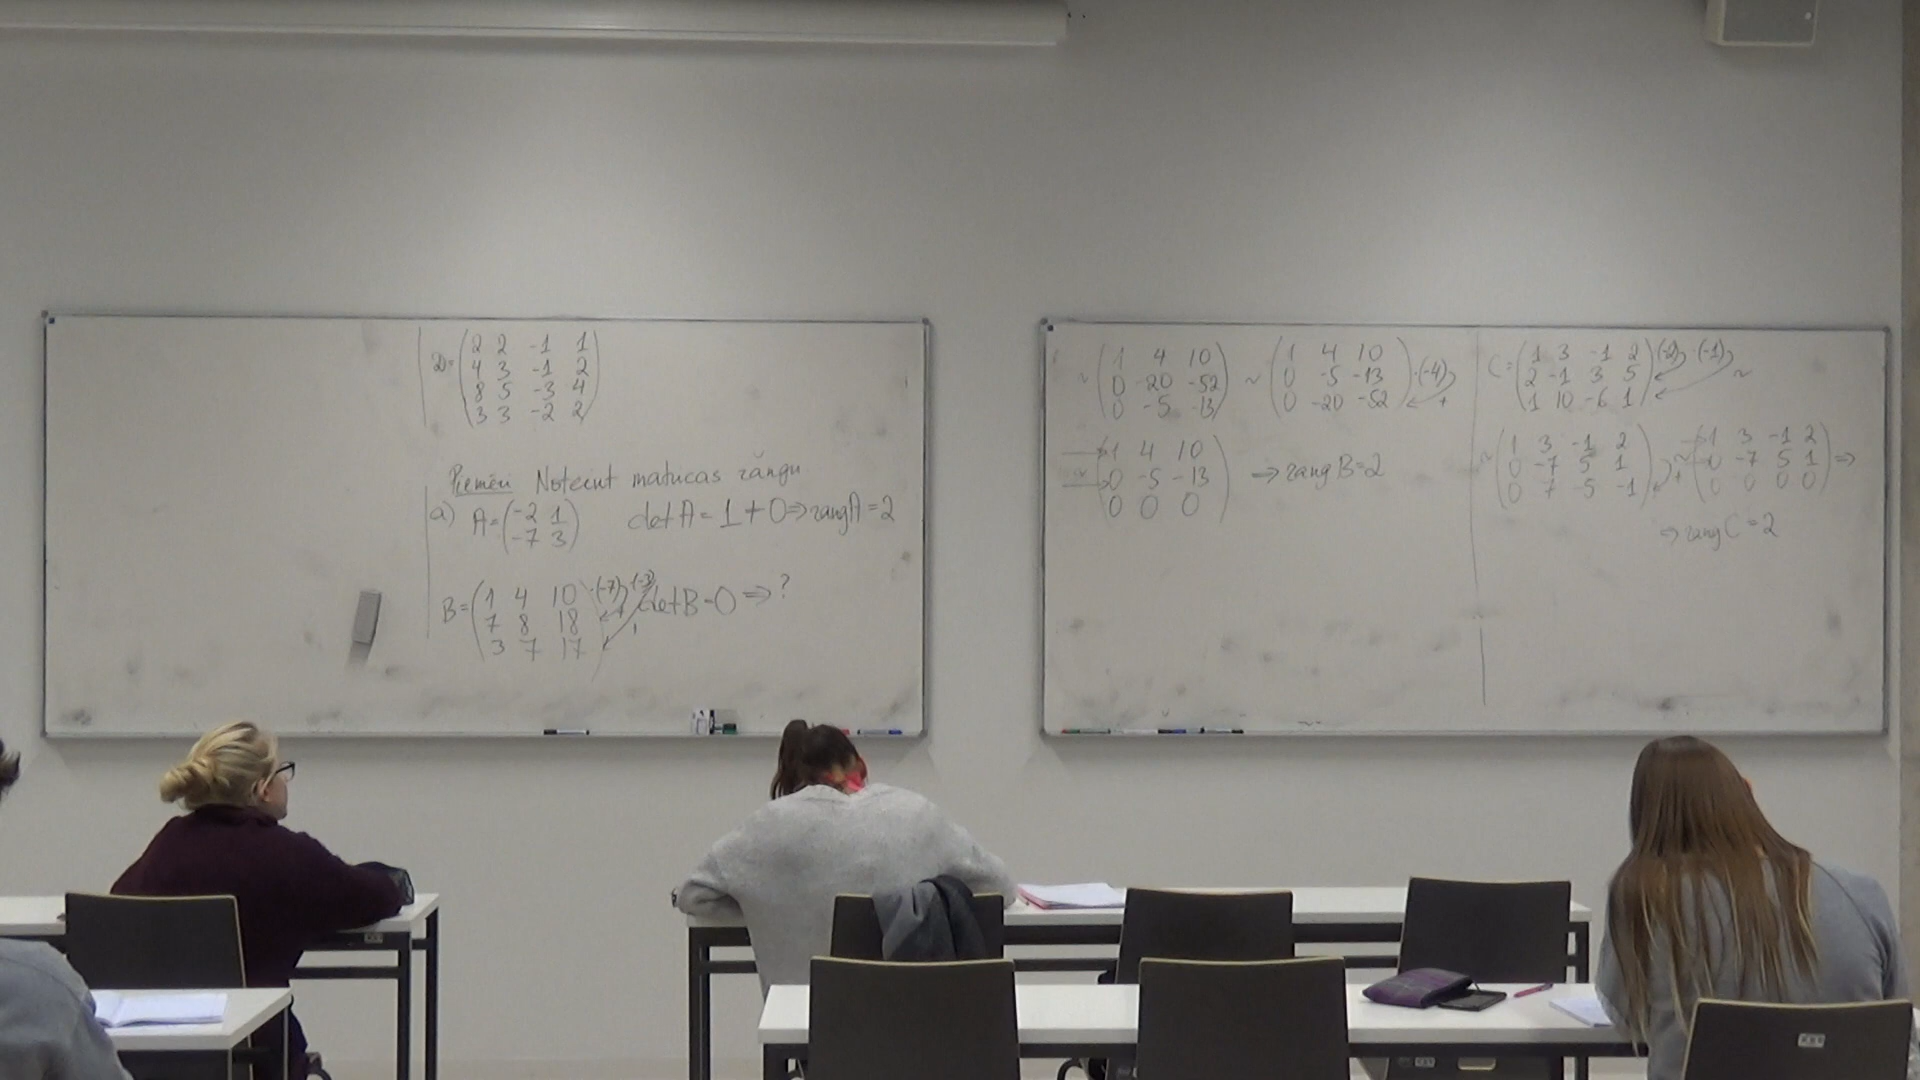 D=(2 2 -1 1
4 3 -1 2
8 5 -3 4
3 3 -2 2)
Piemēri Noteikt matricas rangu
a) A=(-2 1
-7 3) det A = 1 ≠ 0 ⇒ rang A = 2
B=(1 4 10
7 8 18
3 7 17) ·(-7) ·(-3) + + det B = 0 ⇒ ?
~ (1 4 10
0 -20 -52
0 -5 -13) ~ (1 4 10
0 -5 -13
0 -20 -52) ·(-4) +
~ (1 4 10
0 -5 -13
0 0 0) ⇒ rang B = 2
C=(1 3 -1 2
2 -1 3 5
1 10 -6 1) ·(-2) ·(-1) ~
~ (1 3 -1 2
0 -7 5 1
0 7 -5 -1) + ~ (1 3 -1 2
0 -7 5 1
0 0 0 0) ⇒
⇒ rang C = 2